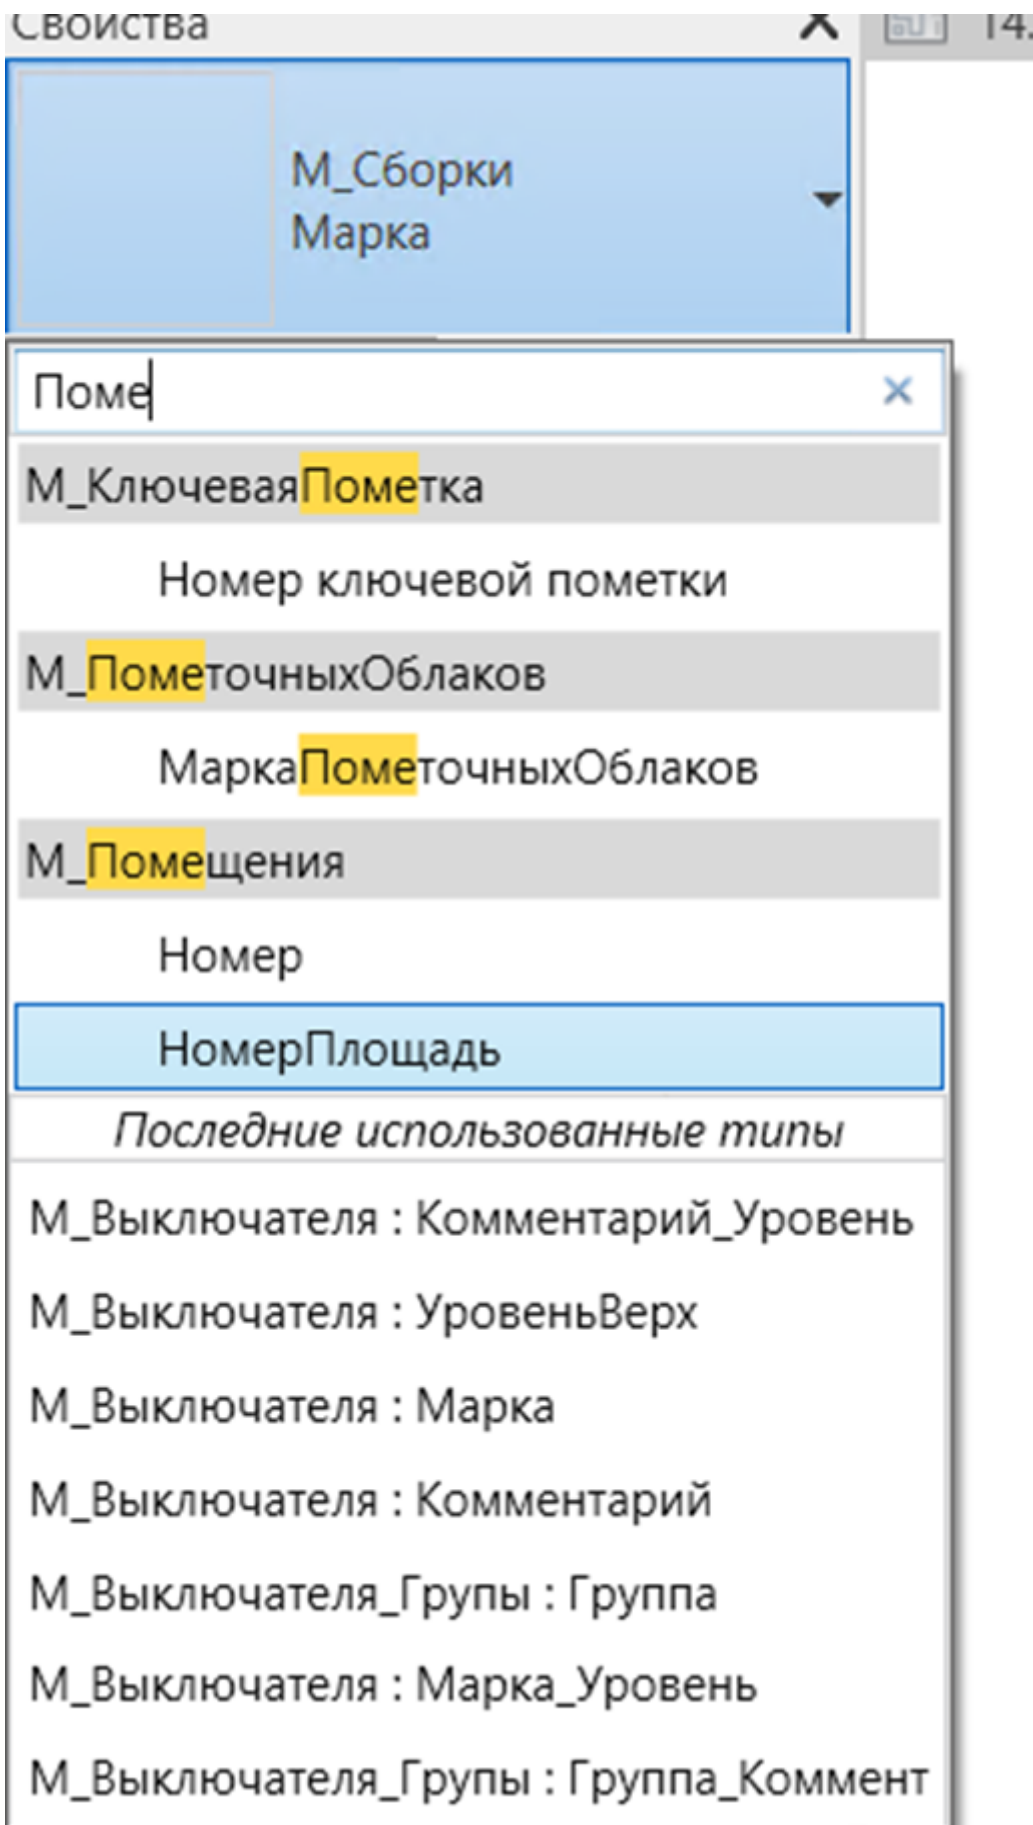 Свойства
14.
М_Сборки
Марка
Поме
М_КлючеваяПометка
Номер ключевой пометки
М_ПометочныхОблаков
МаркаПометочныхОблаков
М_Помещения
Номер
НомерПлощадь
Последние использованные типы
М_Выключателя : Комментарий_Уровень
М_Выключателя : УровеньВерх
М_Выключателя : Марка
М_Выключателя : Комментарий
М_Выключателя_Групы : Группа
М_Выключателя : Марка_Уровень
М_Выключателя_Групы : Группа_Коммент